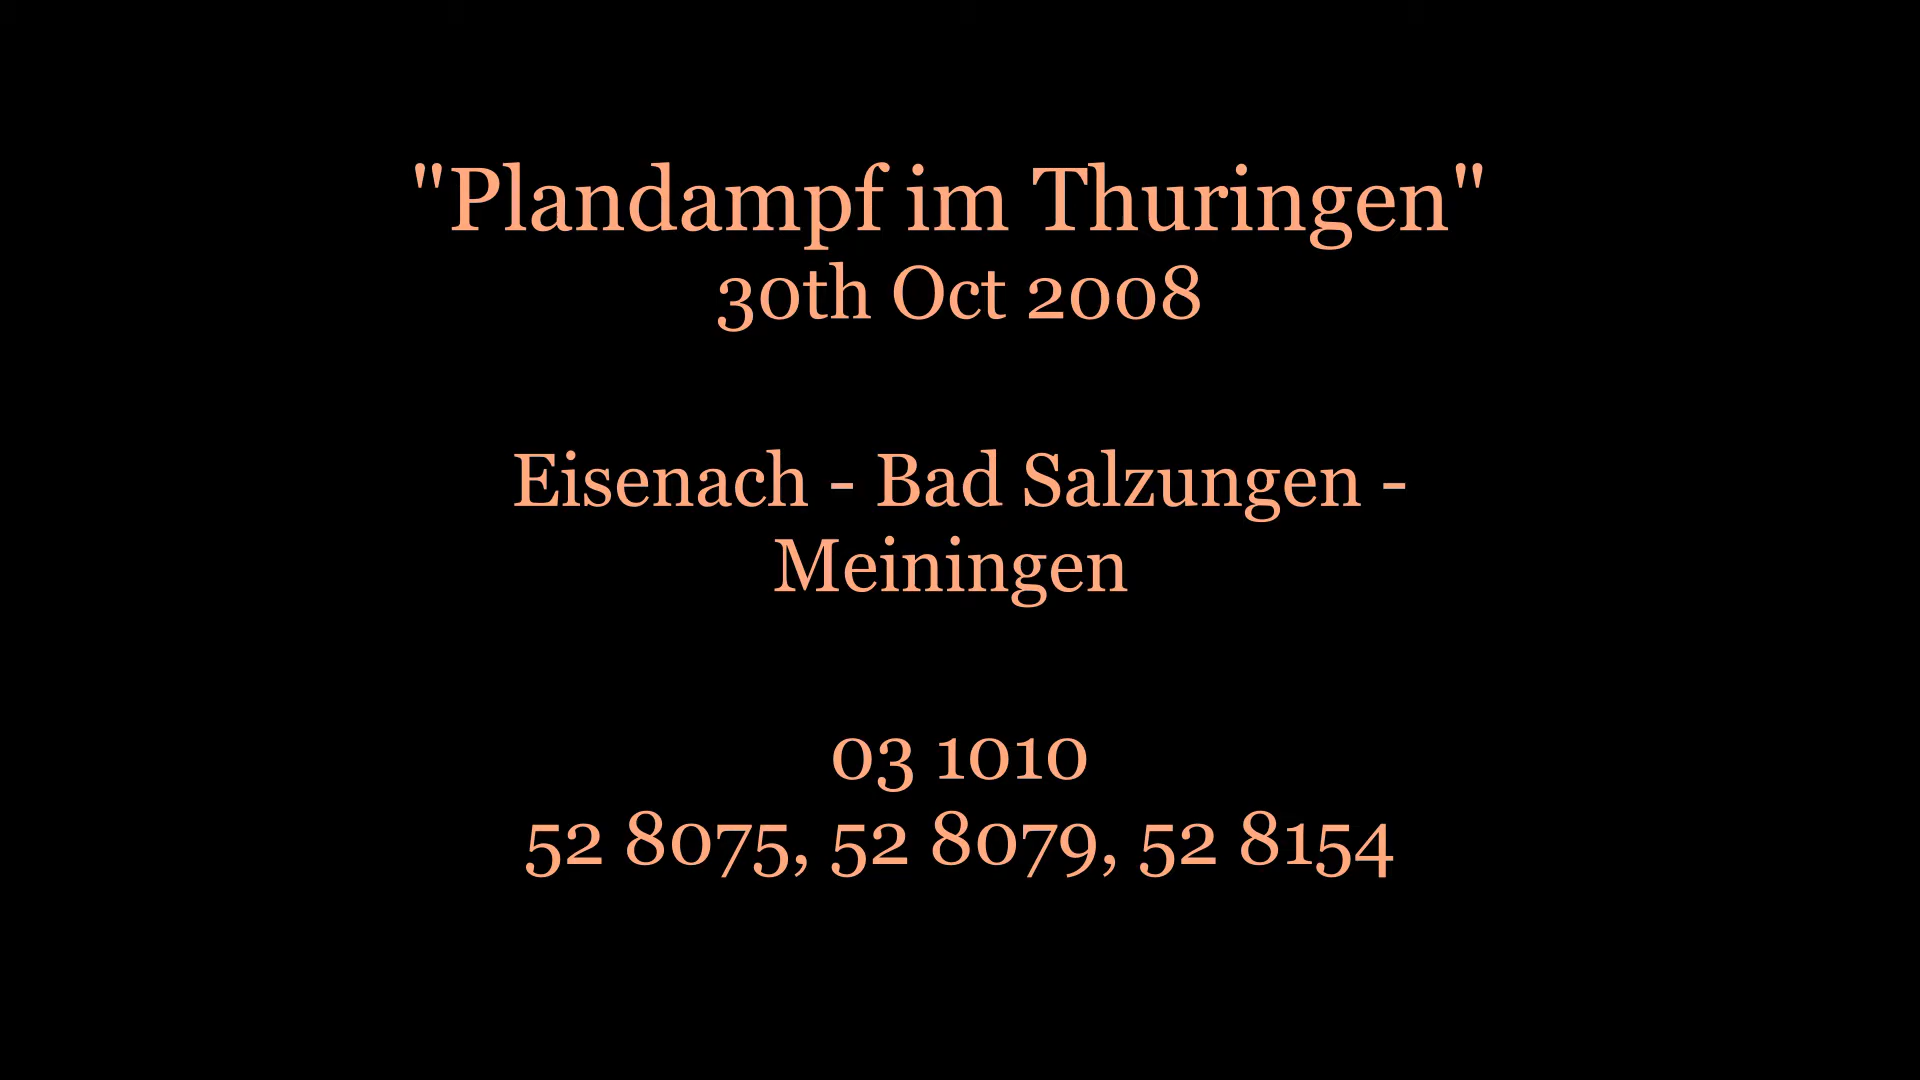 "Plandampf im Thuringen"
30th Oct 2008
Eisenach - Bad Salzungen -
Meiningen
03 1010
52 8075, 52 8079, 52 8154